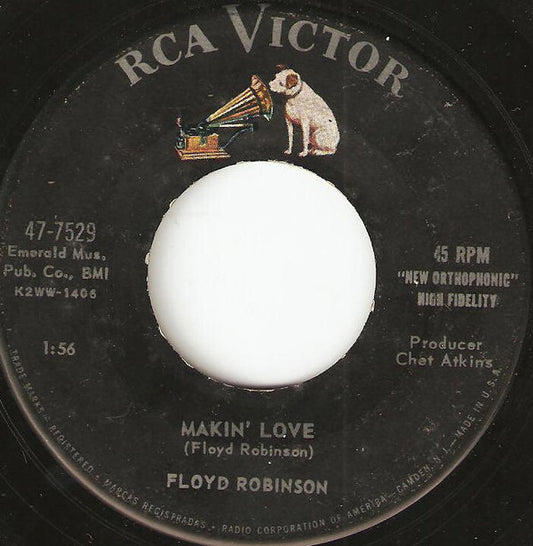 RCA VICTOR
47-7529
Emerald Mus.
Pub. Co., BMI
K2WW-1406
1:56
45 RPM
"NEW ORTHOPHONIC"
HIGH FIDELITY
Producer
Chet Atkins
MAKIN' LOVE
(Floyd Robinson)
FLOYD ROBINSON
TRADE MARKS • REGISTERED • MARCAS REGISTRADAS • RADIO CORPORATION OF AMERICA—CAMDEN, N.J.—MADE IN U.S.A.